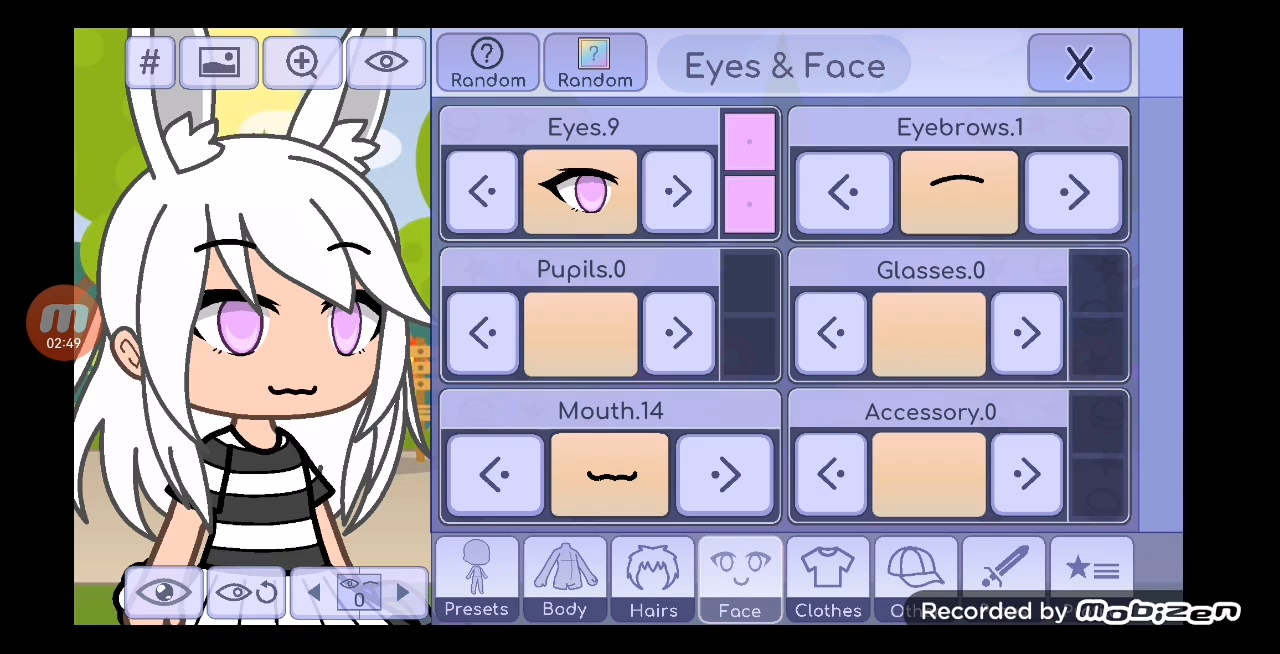 #
Random
Random
Eyes & Face
X
Eyes.9
Eyebrows.1
Pupils.0
Glasses.0
02:49
Mouth.14
Accessory.0
0
Presets
Body
Hairs
Face
Clothes
Recorded by Mobizen